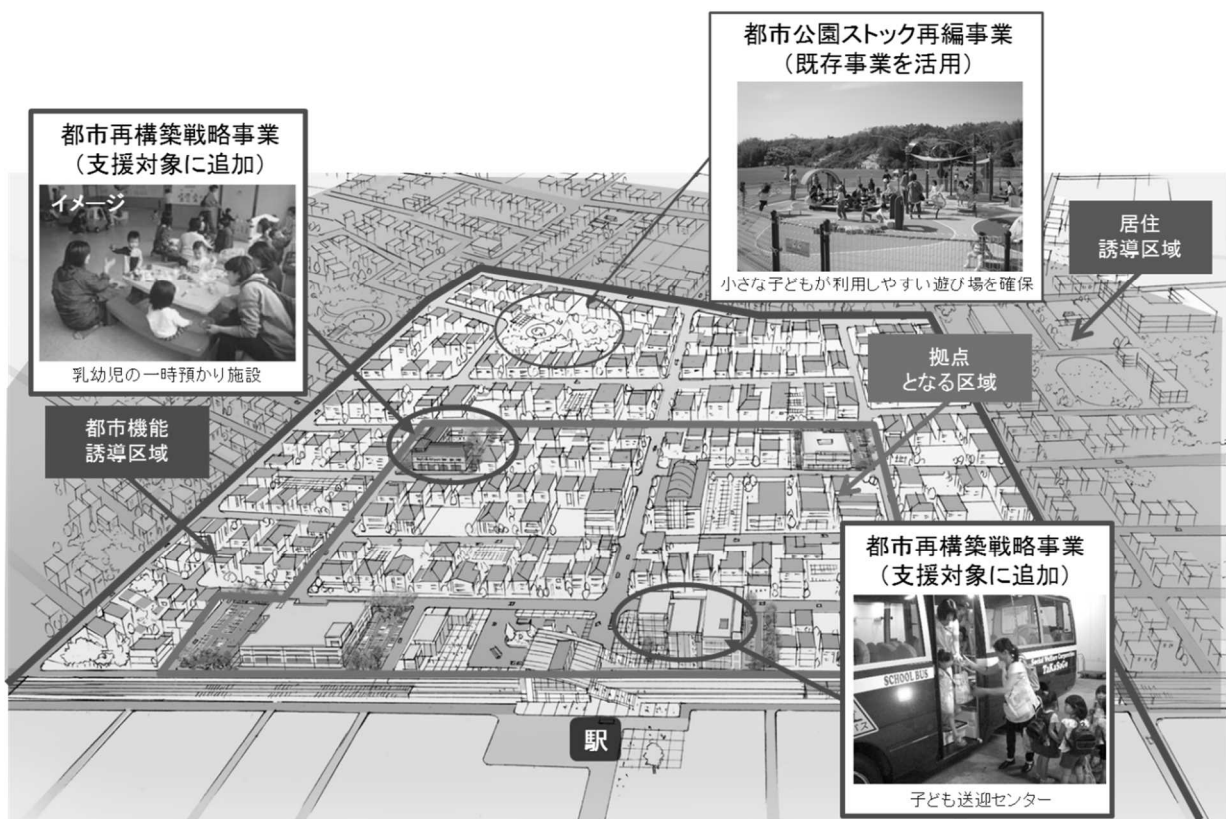 都市公園ストック再編事業
（既存事業を活用）
小さな子どもが利用しやすい遊び場を確保
都市再構築戦略事業
（支援対象に追加）
イメージ
乳幼児の一時預かり施設
居住
誘導区域
拠点
となる区域
都市機能
誘導区域
都市再構築戦略事業
（支援対象に追加）
SCHOOL BUS
バス
子ども送迎センター
駅